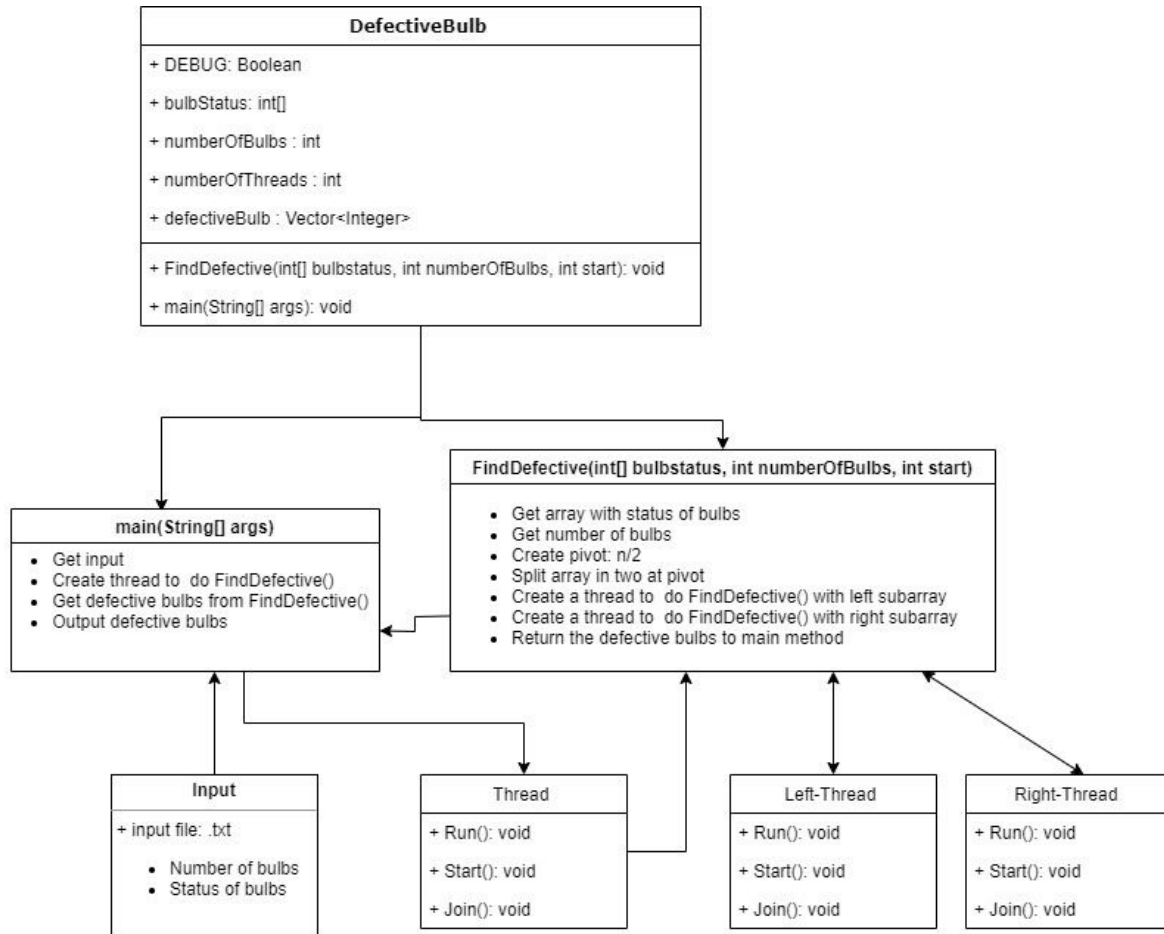 DefectiveBulb
+ DEBUG: Boolean
+ bulbStatus: int[]
+ numberOfBulbs : int
+ numberOfThreads : int
+ defectiveBulb : Vector<Integer>
+ FindDefective(int[] bulbstatus, int numberOfBulbs, int start): void
+ main(String[] args): void
FindDefective(int[] bulbstatus, int numberOfBulbs, int start)
• Get array with status of bulbs
• Get number of bulbs
• Create pivot: n/2
• Split array in two at pivot
• Create a thread to do FindDefective() with left subarray
• Create a thread to do FindDefective() with right subarray
• Return the defective bulbs to main method
main(String[] args)
• Get input
• Create thread to do FindDefective()
• Get defective bulbs from FindDefective()
• Output defective bulbs
Input
+ input file: .txt
• Number of bulbs
• Status of bulbs
Thread
+ Run(): void
+ Start(): void
+ Join(): void
Left-Thread
+ Run(): void
+ Start(): void
+ Join(): void
Right-Thread
+ Run(): void
+ Start(): void
+ Join(): void